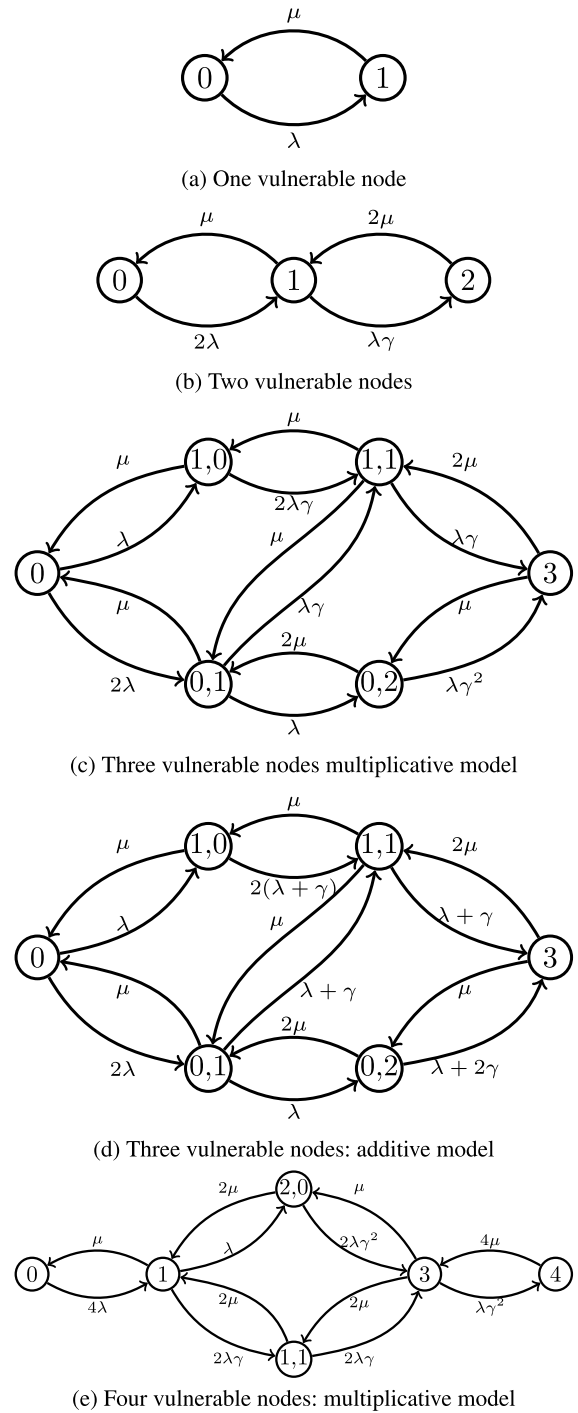 μ
0 1
λ
(a) One vulnerable node
μ 2μ
0 1 2
2λ λγ
(b) Two vulnerable nodes
μ
μ 1,0 1,1 2μ
2λγ
λ μ λγ
0 3
μ λγ μ
2μ
2λ 0,1 0,2 λγ²
λ
(c) Three vulnerable nodes multiplicative model
μ
μ 1,0 1,1 2μ
2(λ + γ)
λ μ λ + γ
0 3
μ λ + γ μ
2μ
2λ 0,1 0,2 λ + 2γ
λ
(d) Three vulnerable nodes: additive model
2μ 2,0 μ
μ λ 2λγ² 4μ
0 1 3 4
4λ 2μ 2μ λγ²
2λγ 1,1 2λγ
(e) Four vulnerable nodes: multiplicative model